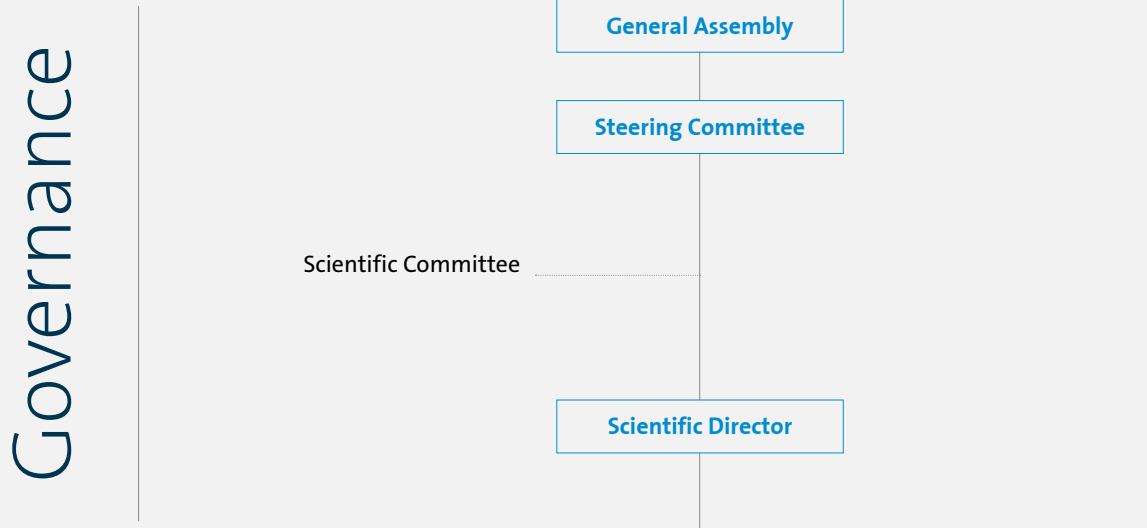 Governance
General Assembly
Steering Committee
Scientific Committee
Scientific Director